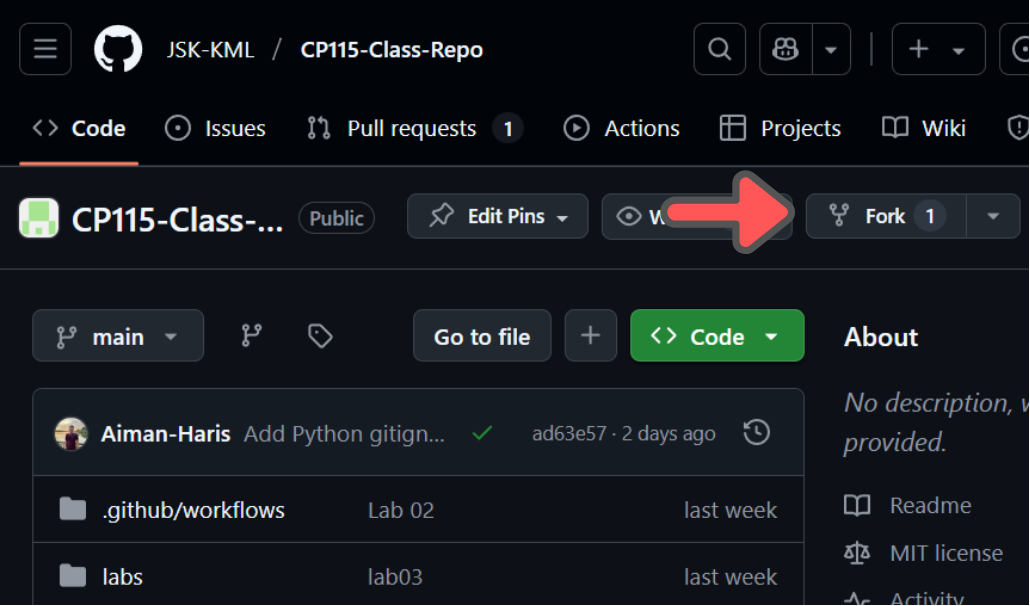 JSK-KML / CP115-Class-Repo
Code Issues Pull requests 1 Actions Projects Wiki
CP115-Class-... Public Edit Pins Fork 1
main Go to file Code
About
No description,
provided.
Aiman-Haris Add Python gitign... ad63e57 · 2 days ago
.github/workflows Lab 02 last week
labs lab03 last week
Readme
MIT license
Activity